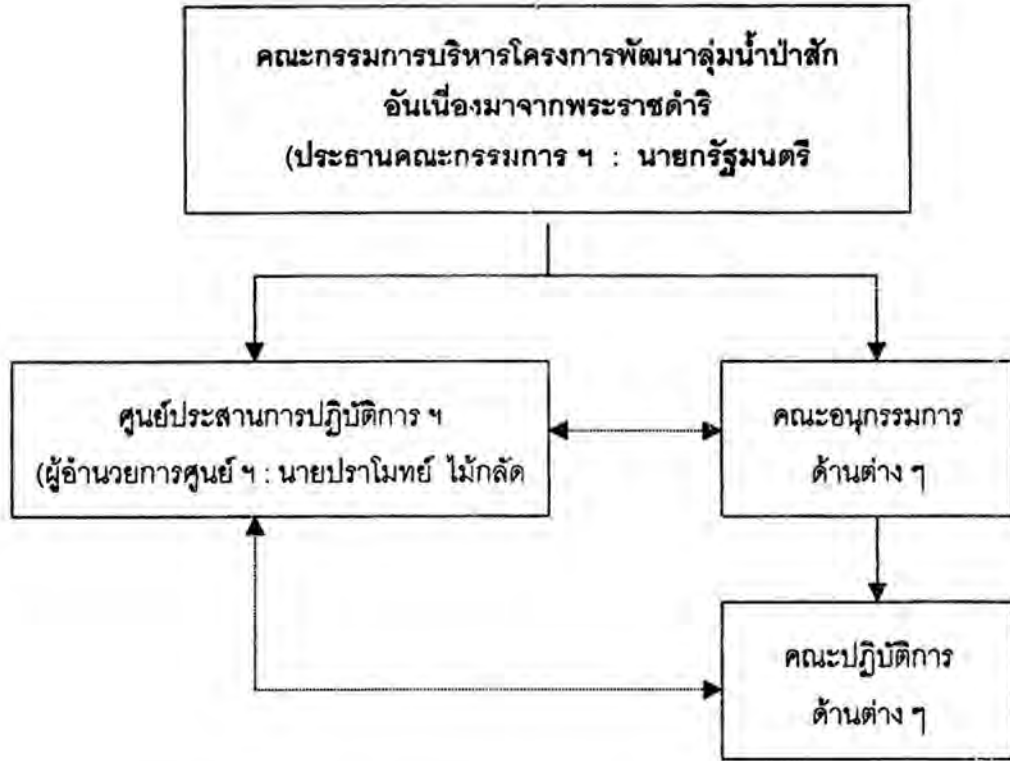 คณะกรรมการบริหารโครงการพัฒนาลุ่มน้ำป่าสัก
อันเนื่องมาจากพระราชดำริ
(ประธานคณะกรรมการ ฯ : นายกรัฐมนตรี
ศูนย์ประสานการปฏิบัติการ ฯ
(ผู้อำนวยการศูนย์ ฯ : นายปราโมทย์ ไม้กลัด
คณะอนุกรรมการ
ด้านต่าง ๆ
คณะปฏิบัติการ
ด้านต่าง ๆ